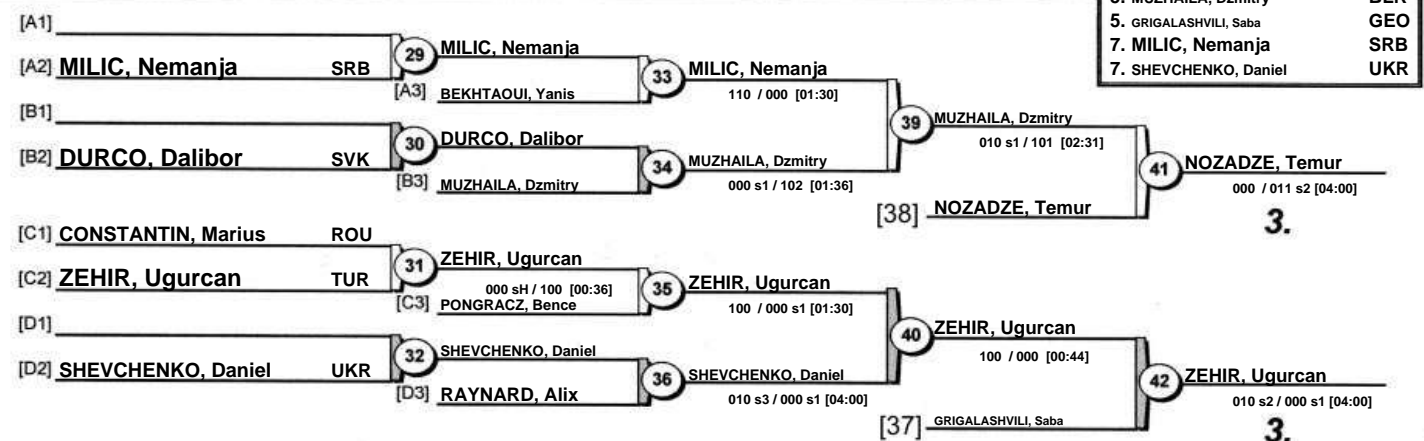 5. MUZHAILA, Dzmitry BLR
5. GRIGALASHVILI, Saba GEO
7. MILIC, Nemanja SRB
7. SHEVCHENKO, Daniel UKR
[A1]
[A2] MILIC, Nemanja SRB
29
MILIC, Nemanja
[A3] BEKHTAOUI, Yanis
33
MILIC, Nemanja
110 / 000 [01:30]
[B1]
[B2] DURCO, Dalibor SVK
30
DURCO, Dalibor
[B3] MUZHAILA, Dzmitry
34
MUZHAILA, Dzmitry
000 s1 / 102 [01:36]
39
MUZHAILA, Dzmitry
010 s1 / 101 [02:31]
[38] NOZADZE, Temur
41
NOZADZE, Temur
000 / 011 s2 [04:00]
3.
[C1] CONSTANTIN, Marius ROU
[C2] ZEHIR, Ugurcan TUR
31
ZEHIR, Ugurcan
000 sH / 100 [00:36]
[C3] PONGRACZ, Bence
35
ZEHIR, Ugurcan
100 / 000 s1 [01:30]
[D1]
[D2] SHEVCHENKO, Daniel UKR
32
SHEVCHENKO, Daniel
[D3] RAYNARD, Alix
36
SHEVCHENKO, Daniel
010 s3 / 000 s1 [04:00]
40
ZEHIR, Ugurcan
100 / 000 [00:44]
[37] GRIGALASHVILI, Saba
42
ZEHIR, Ugurcan
010 s2 / 000 s1 [04:00]
3.